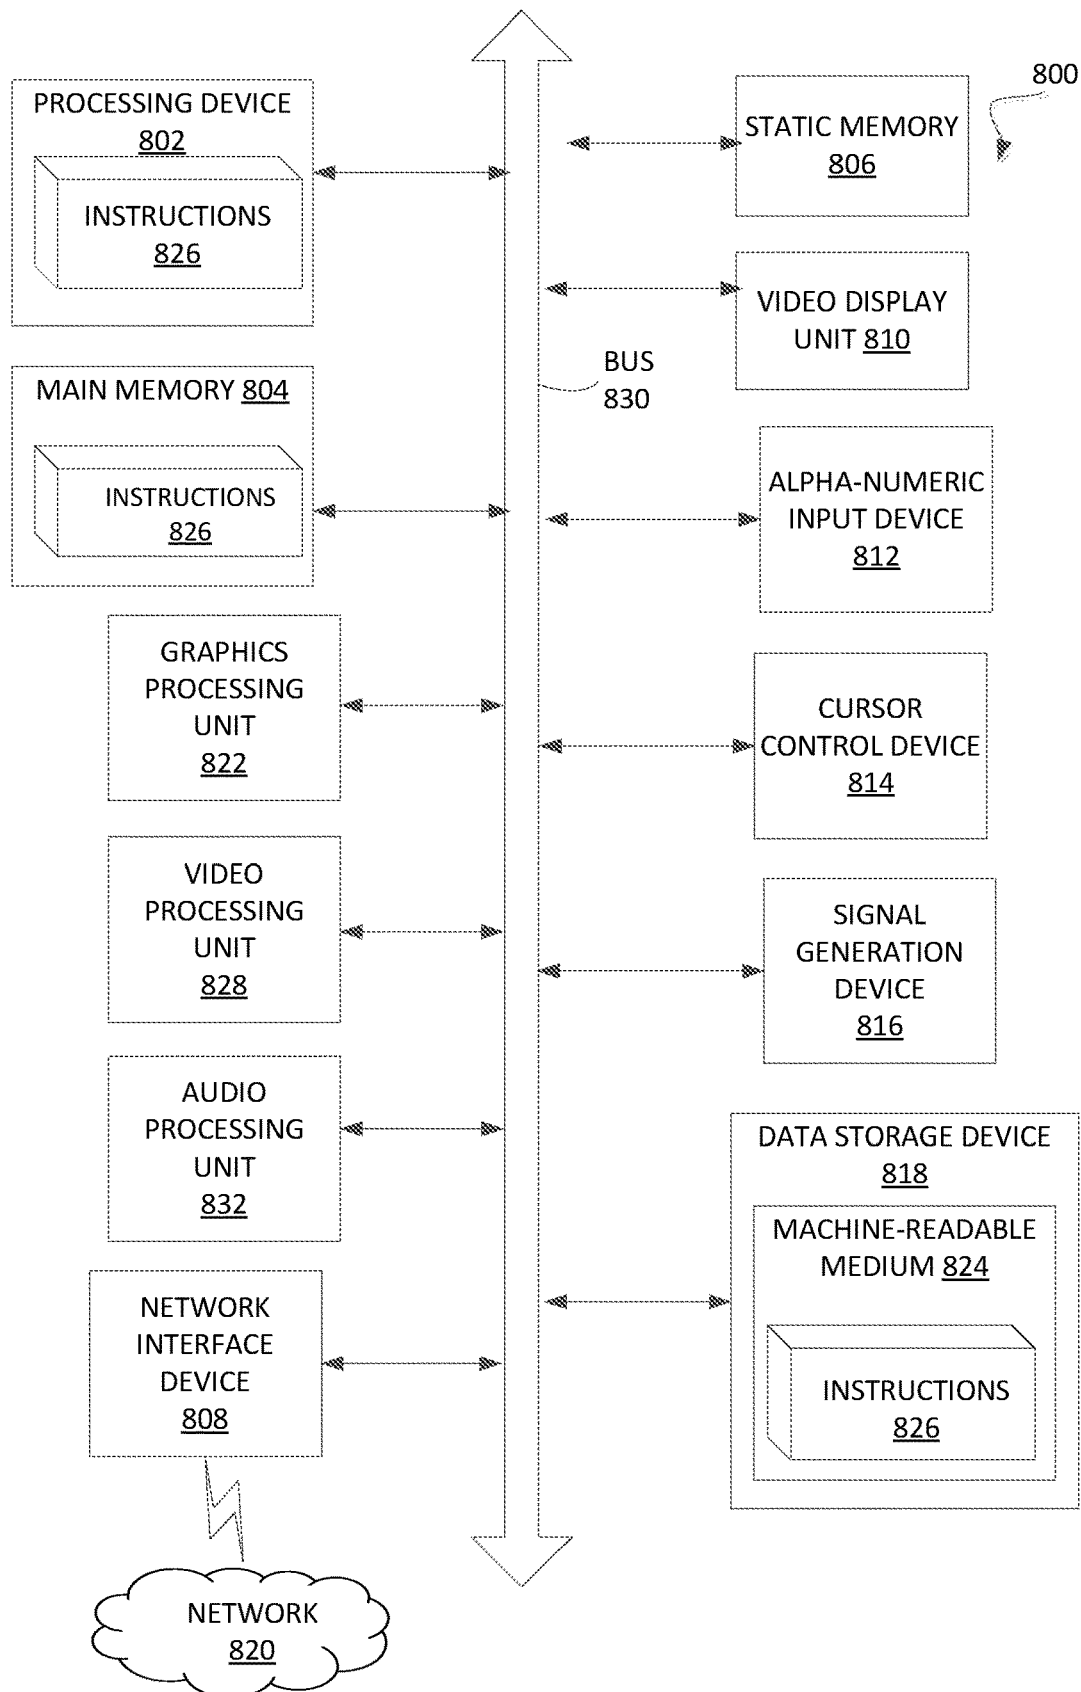 PROCESSING DEVICE
802
INSTRUCTIONS
826
MAIN MEMORY 804
INSTRUCTIONS
826
GRAPHICS
PROCESSING
UNIT
822
VIDEO
PROCESSING
UNIT
828
AUDIO
PROCESSING
UNIT
832
NETWORK
INTERFACE
DEVICE
808
NETWORK
820
BUS
830
800
STATIC MEMORY
806
VIDEO DISPLAY
UNIT 810
ALPHA-NUMERIC
INPUT DEVICE
812
CURSOR
CONTROL DEVICE
814
SIGNAL
GENERATION
DEVICE
816
DATA STORAGE DEVICE
818
MACHINE-READABLE
MEDIUM 824
INSTRUCTIONS
826